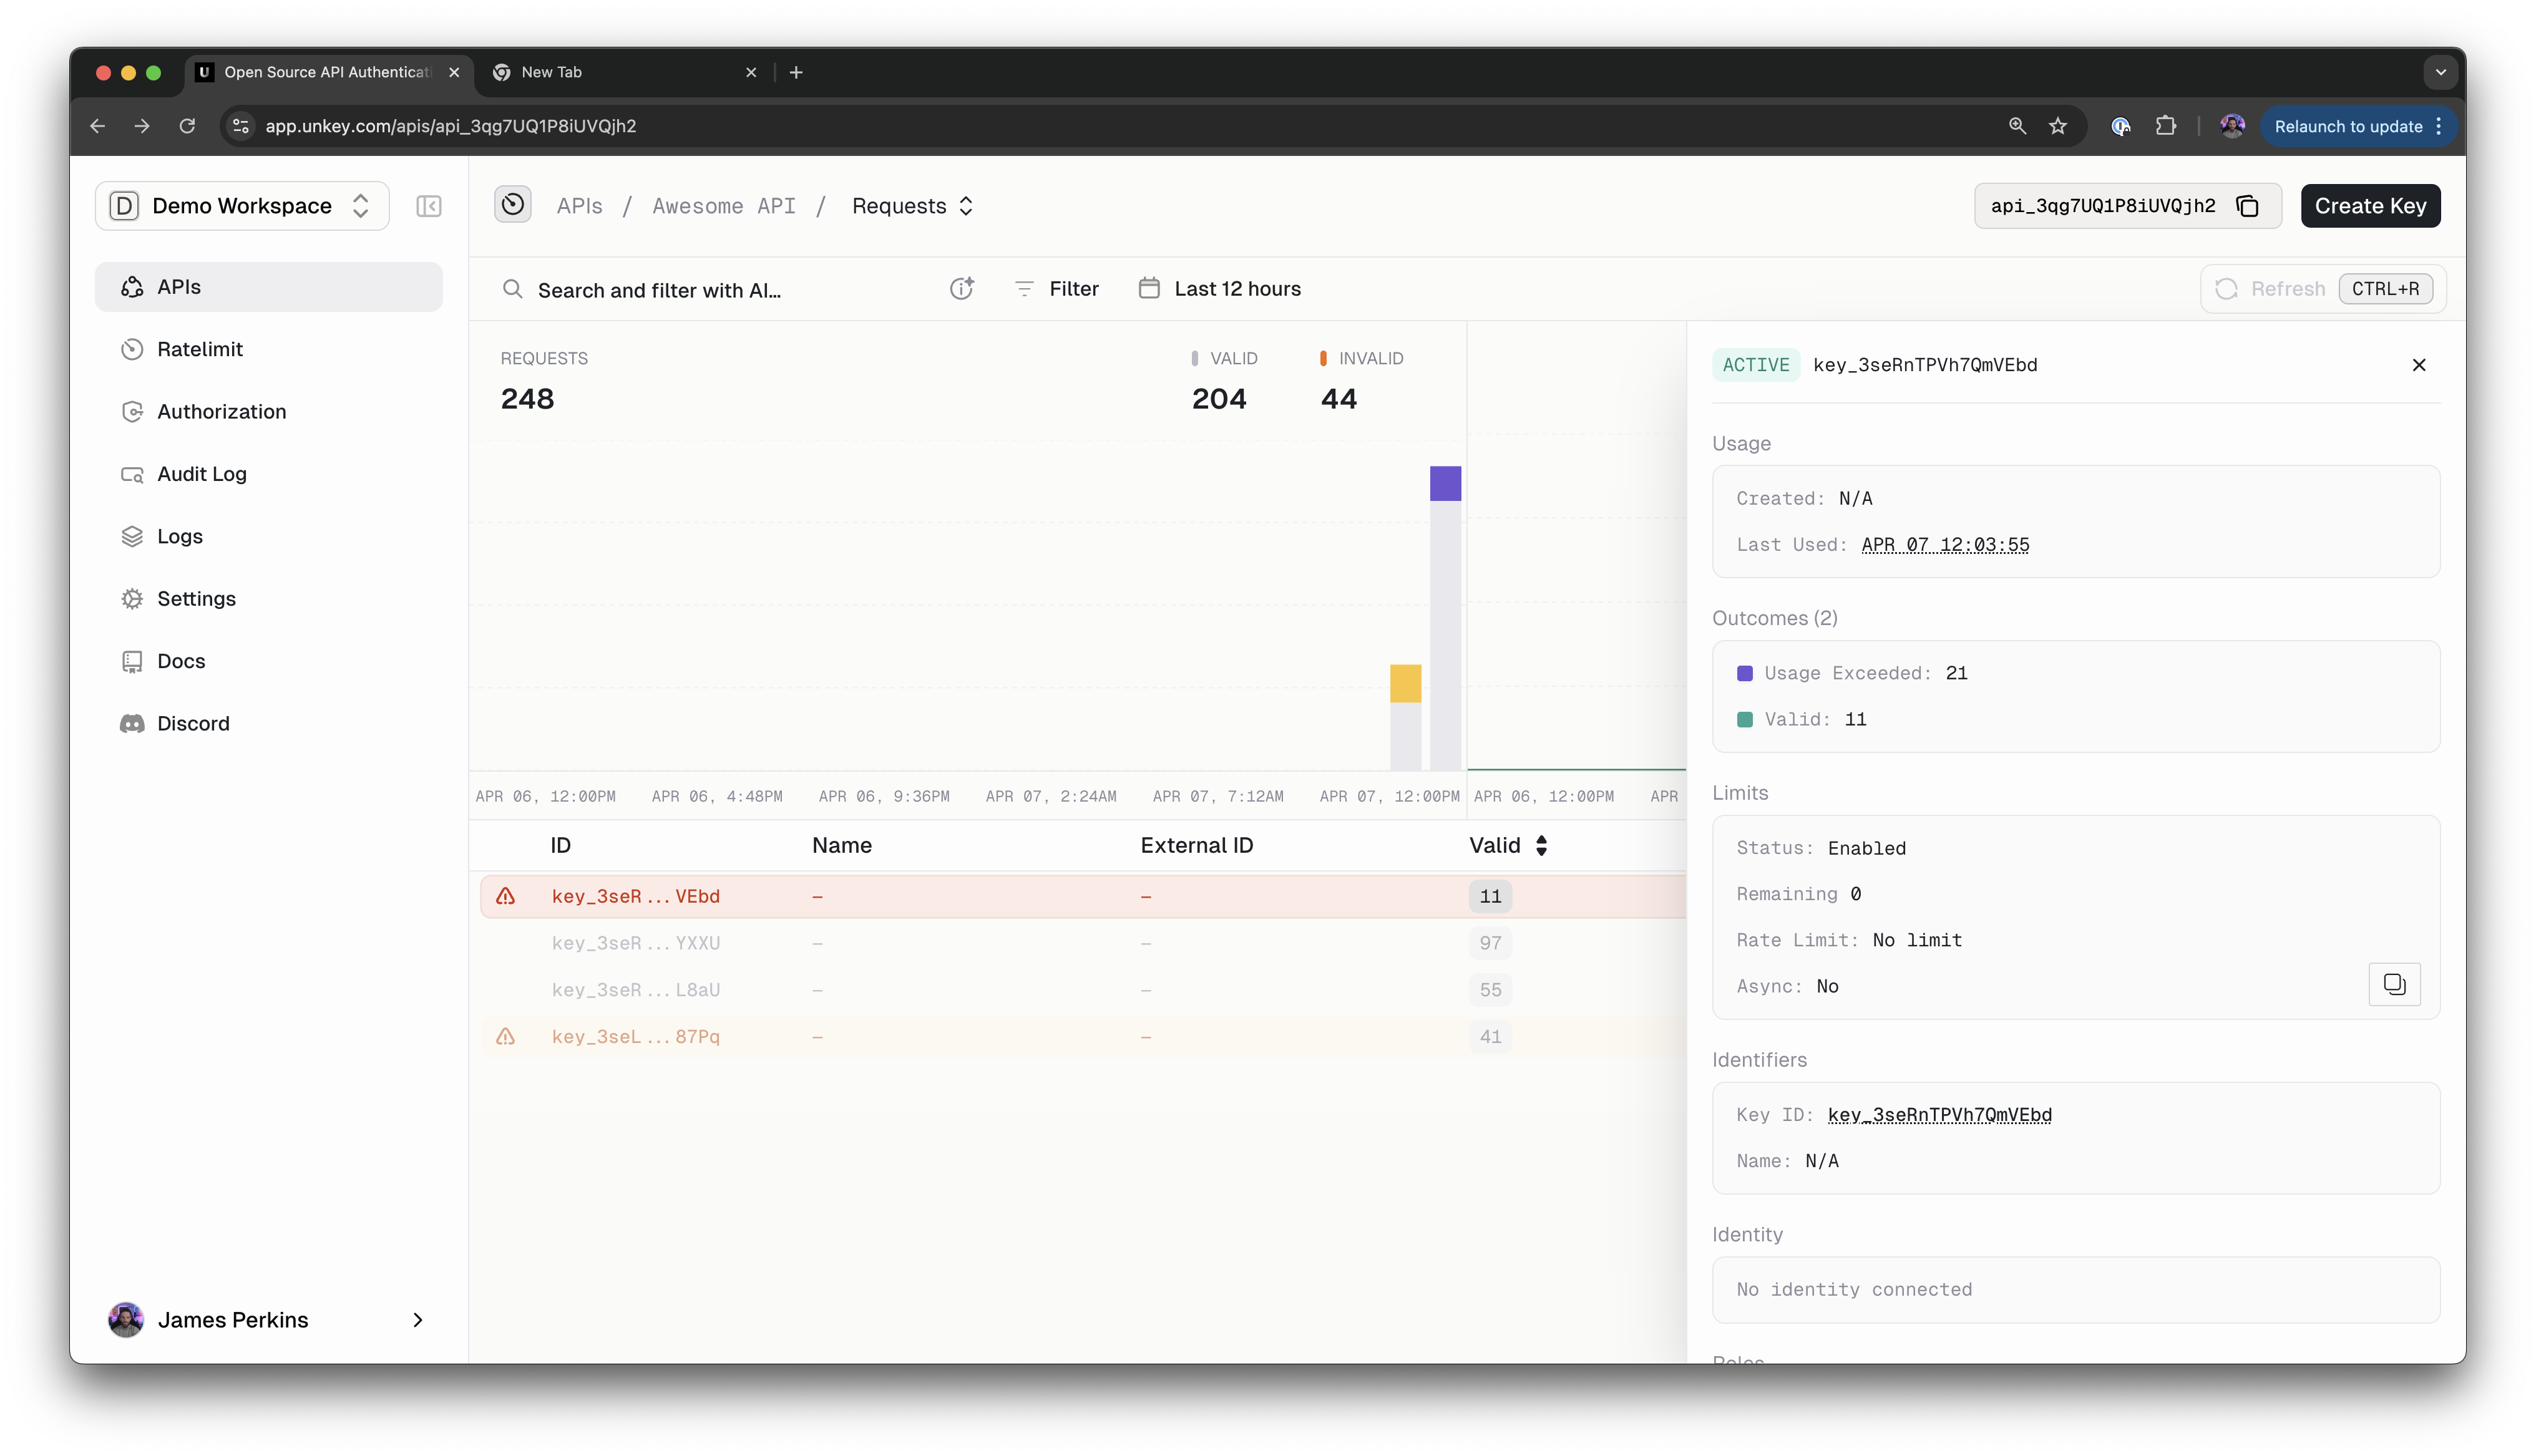 Open Source API Authenticati
New Tab
app.unkey.com/apis/api_3qg7UQ1P8iUVQjh2
Relaunch to update
D Demo Workspace
APIs / Awesome API / Requests
api_3qg7UQ1P8iUVQjh2
Create Key
APIs
Ratelimit
Authorization
Audit Log
Logs
Settings
Docs
Discord
James Perkins
Search and filter with AI...
Filter
Last 12 hours
Refresh CTRL+R
REQUESTS VALID INVALID
248 204 44
APR 06, 12:00PM APR 06, 4:48PM APR 06, 9:36PM APR 07, 2:24AM APR 07, 7:12AM APR 07, 12:00PM APR 06, 12:00PM APR
ID Name External ID Valid
key_3seR ... VEbd – – 11
key_3seR ... YXXU – – 97
key_3seR ... L8aU – – 55
key_3seL ... 87Pq – – 41
ACTIVE key_3seRnTPVh7QmVEbd
Usage
Created: N/A
Last Used: APR 07 12:03:55
Outcomes (2)
Usage Exceeded: 21
Valid: 11
Limits
Status: Enabled
Remaining 0
Rate Limit: No limit
Async: No
Identifiers
Key ID: key_3seRnTPVh7QmVEbd
Name: N/A
Identity
No identity connected
Roles